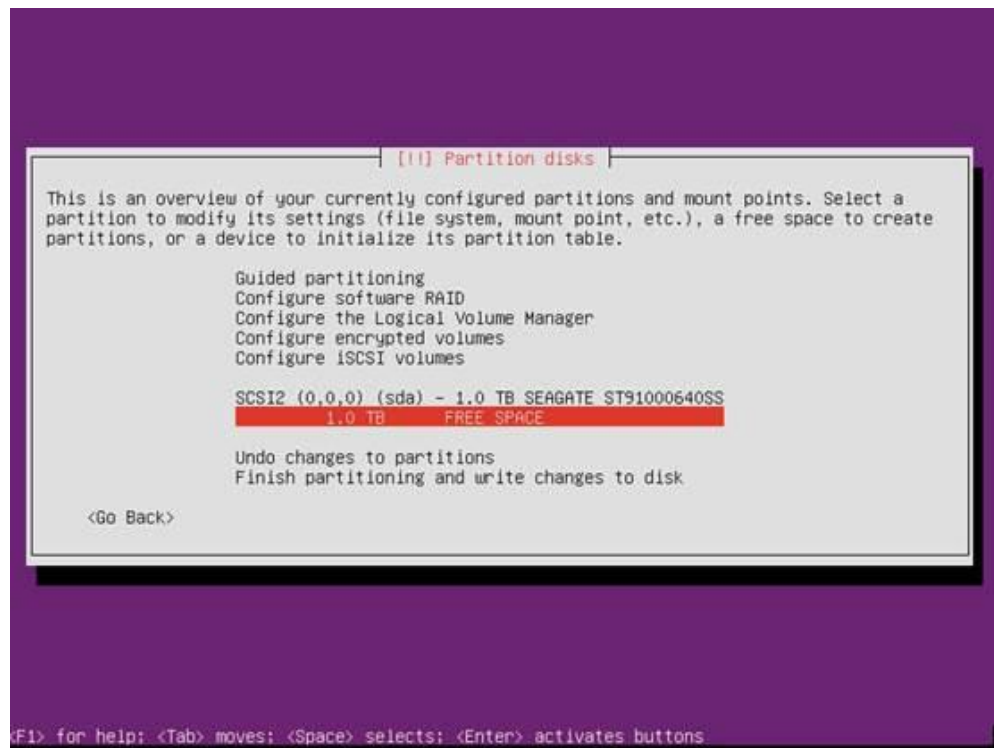 [!!] Partition disks
This is an overview of your currently configured partitions and mount points. Select a
partition to modify its settings (file system, mount point, etc.), a free space to create
partitions, or a device to initialize its partition table.
Guided partitioning
Configure software RAID
Configure the Logical Volume Manager
Configure encrypted volumes
Configure iSCSI volumes
SCSI2 (0,0,0) (sda) - 1.0 TB SEAGATE ST91000640SS
1.0 TB FREE SPACE
Undo changes to partitions
Finish partitioning and write changes to disk
<Go Back>
<F1> for help; <Tab> moves; <Space> selects; <Enter> activates buttons